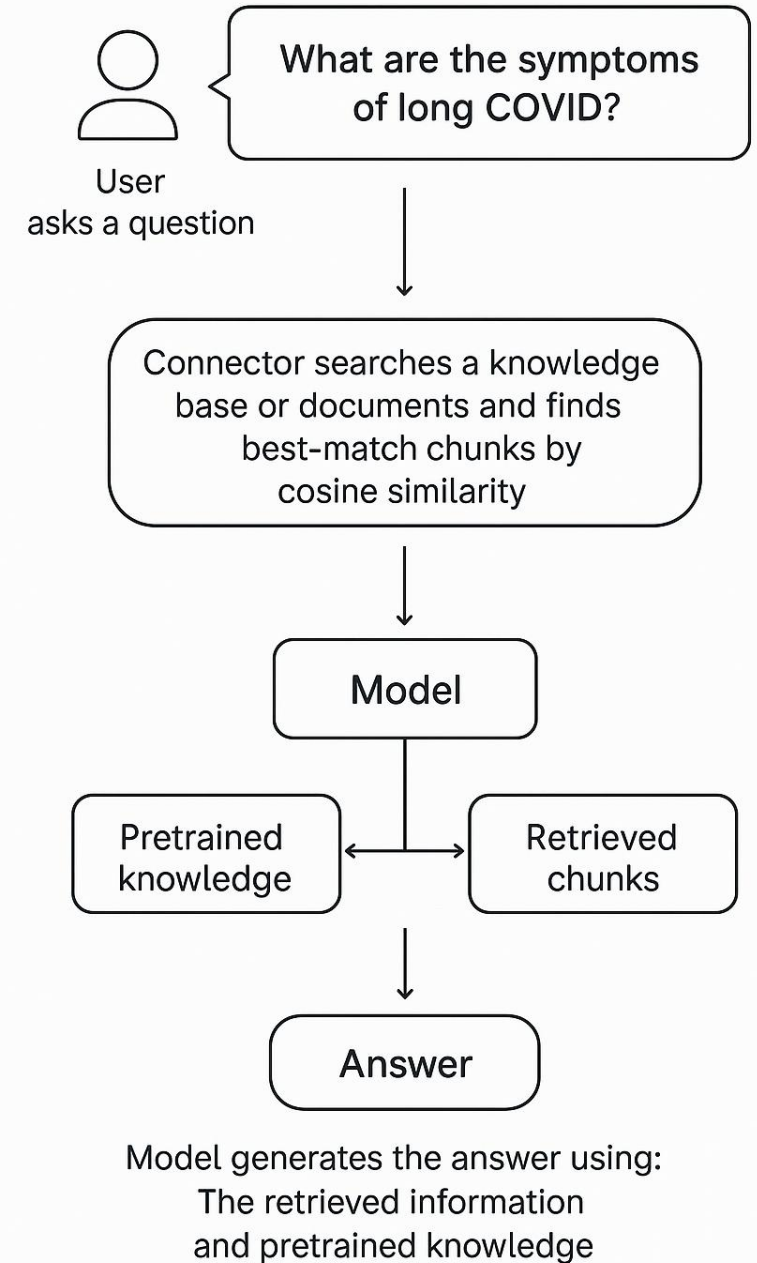 What are the symptoms
of long COVID?
User
asks a question
Connector searches a knowledge
base or documents and finds
best-match chunks by
cosine similarity
Model
Pretrained
knowledge
Retrieved
chunks
Answer
Model generates the answer using:
The retrieved information
and pretrained knowledge